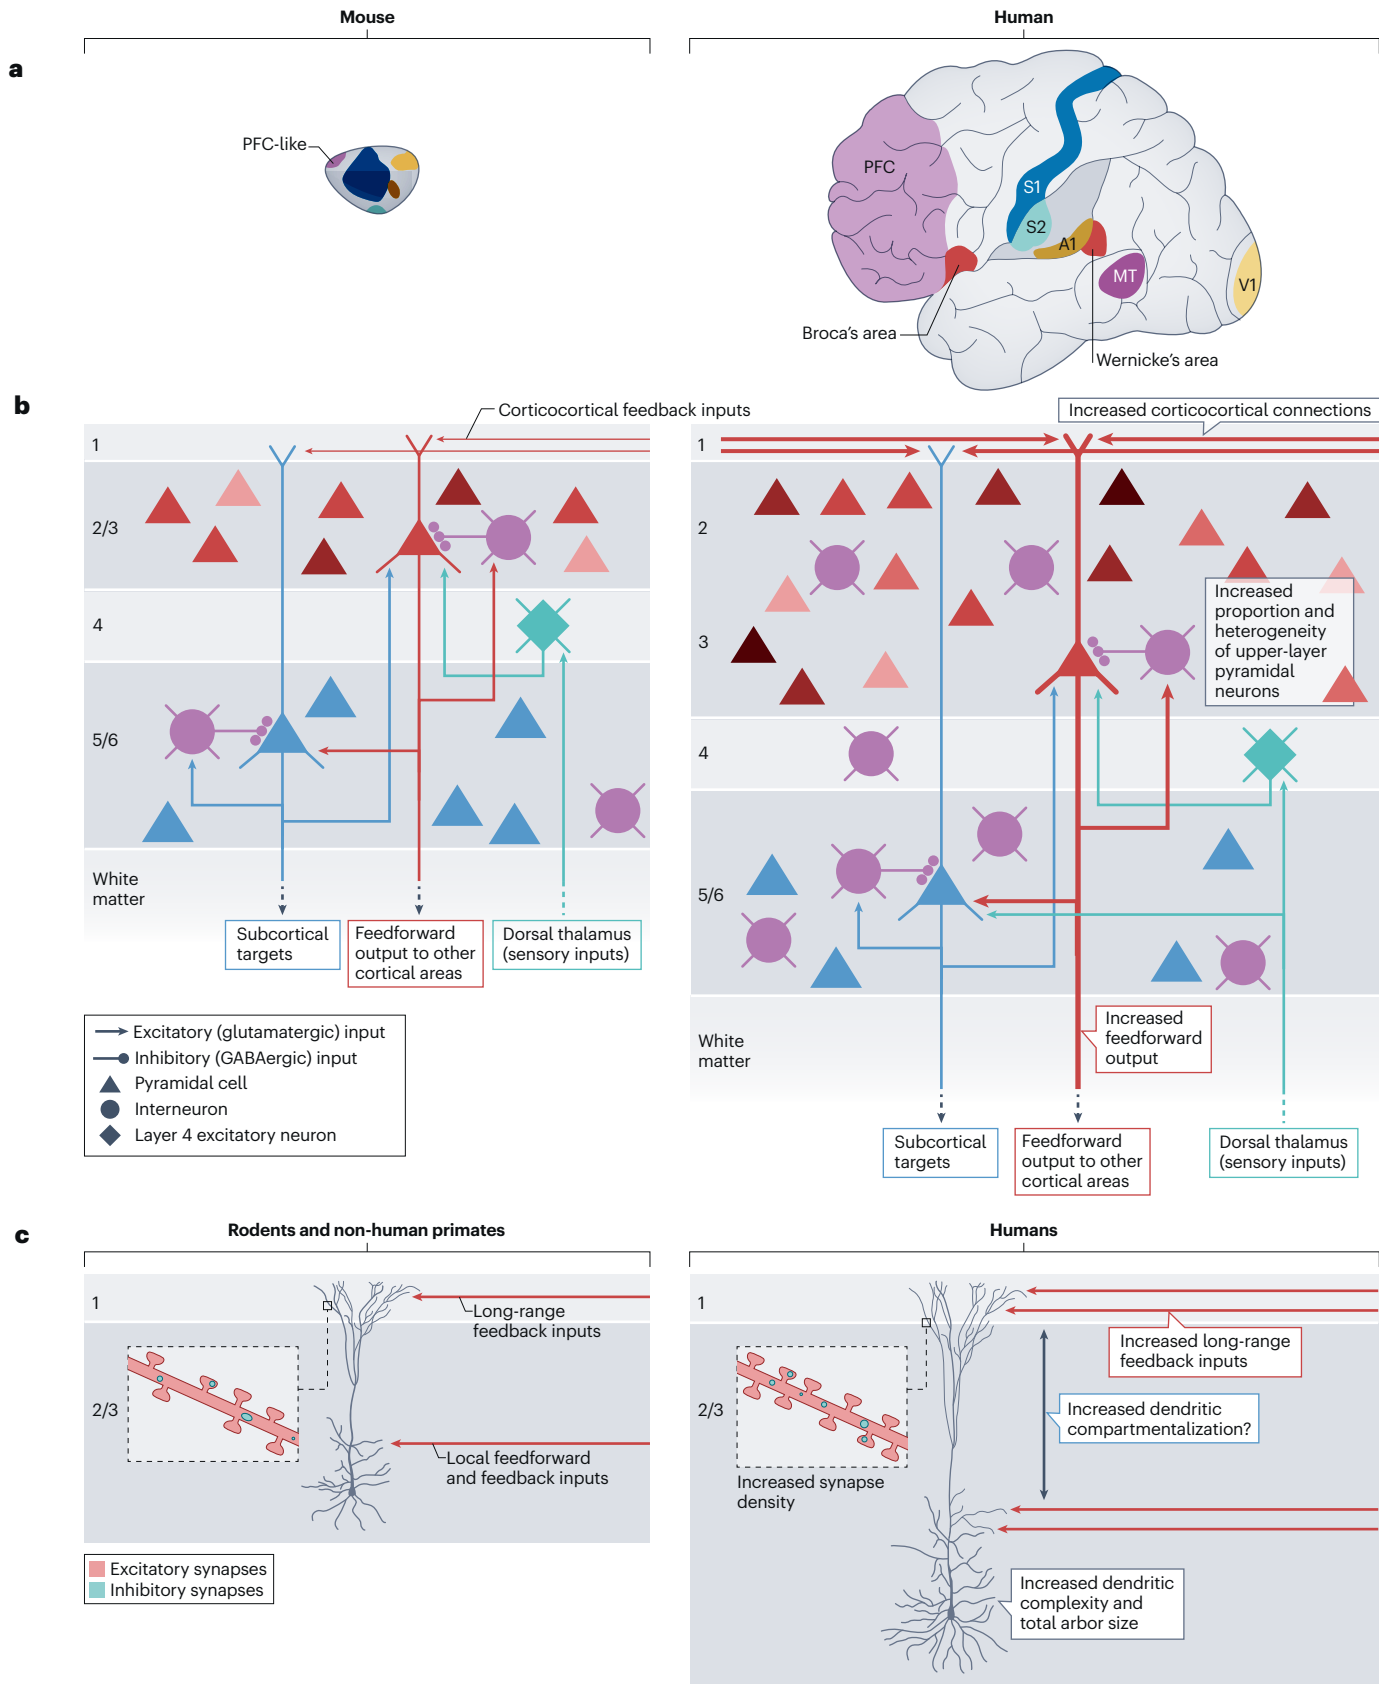 Mouse
Human
a
PFC-like
PFC
S1
S2
A1
MT
V1
Broca's area
Wernicke's area
b
Corticocortical feedback inputs
1
2/3
4
5/6
White
matter
Subcortical
targets
Feedforward
output to other
cortical areas
Dorsal thalamus
(sensory inputs)
Excitatory (glutamatergic) input
Inhibitory (GABAergic) input
Pyramidal cell
Interneuron
Layer 4 excitatory neuron
Increased corticocortical connections
1
2
3
4
5/6
Increased
proportion and
heterogeneity
of upper-layer
pyramidal
neurons
White
matter
Increased
feedforward
output
Subcortical
targets
Feedforward
output to other
cortical areas
Dorsal thalamus
(sensory inputs)
c
Rodents and non-human primates
1
Long-range
feedback inputs
2/3
Local feedforward
and feedback inputs
Excitatory synapses
Inhibitory synapses
Humans
1
Increased long-range
feedback inputs
2/3
Increased dendritic
compartmentalization?
Increased synapse
density
Increased dendritic
complexity and
total arbor size